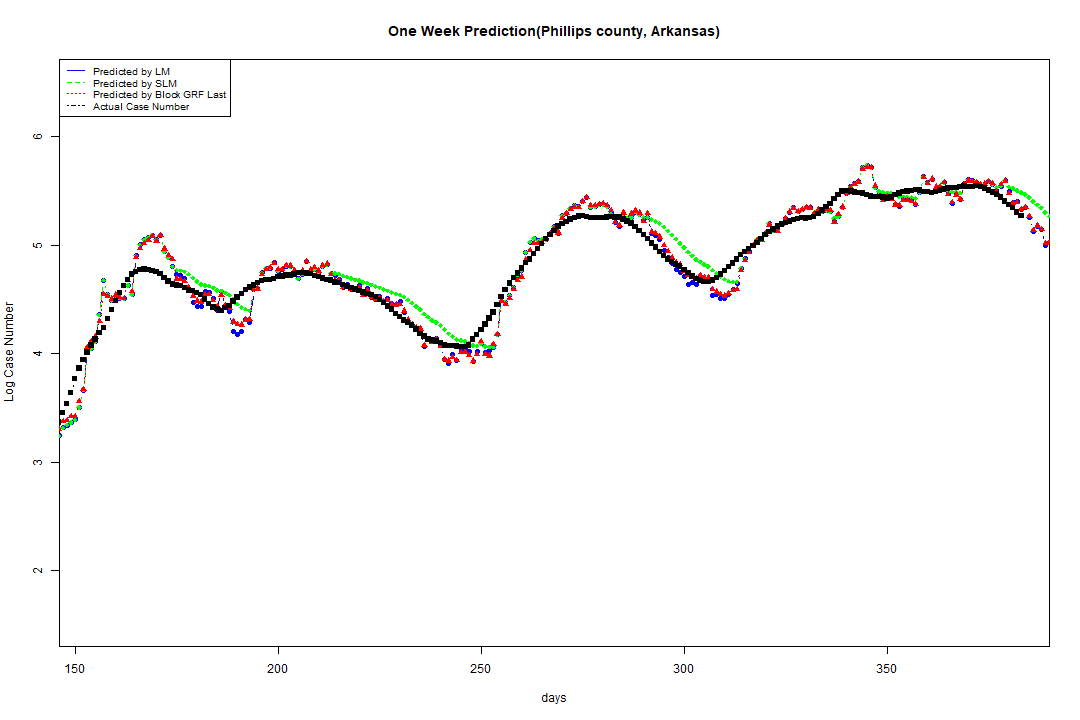 One Week Prediction(Phillips county, Arkansas)
Predicted by LM
Predicted by SLM
Predicted by Block GRF Last
Actual Case Number
6
5
4
3
2
Log Case Number
150 200 250 300 350
days